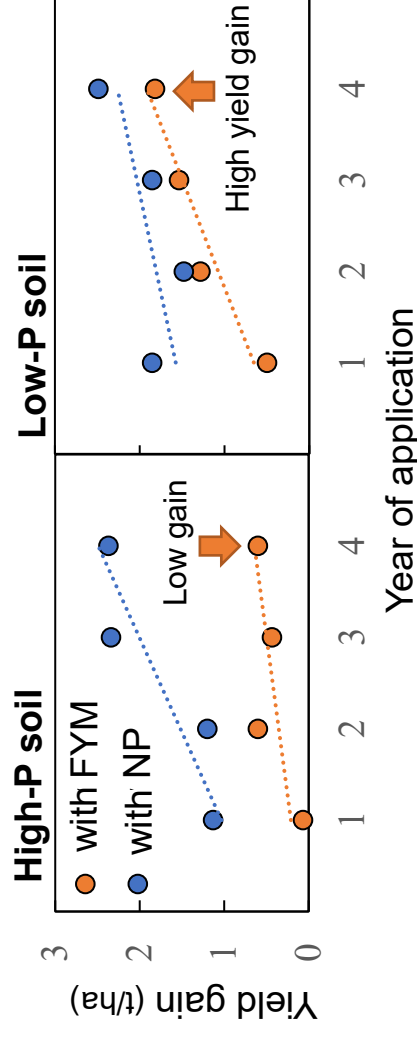 High-P soil
Low-P soil
with FYM
with NP
Low gain
High yield gain
3
2
1
0
Yield gain (t/ha)
1 2 3 4
1 2 3 4
Year of application